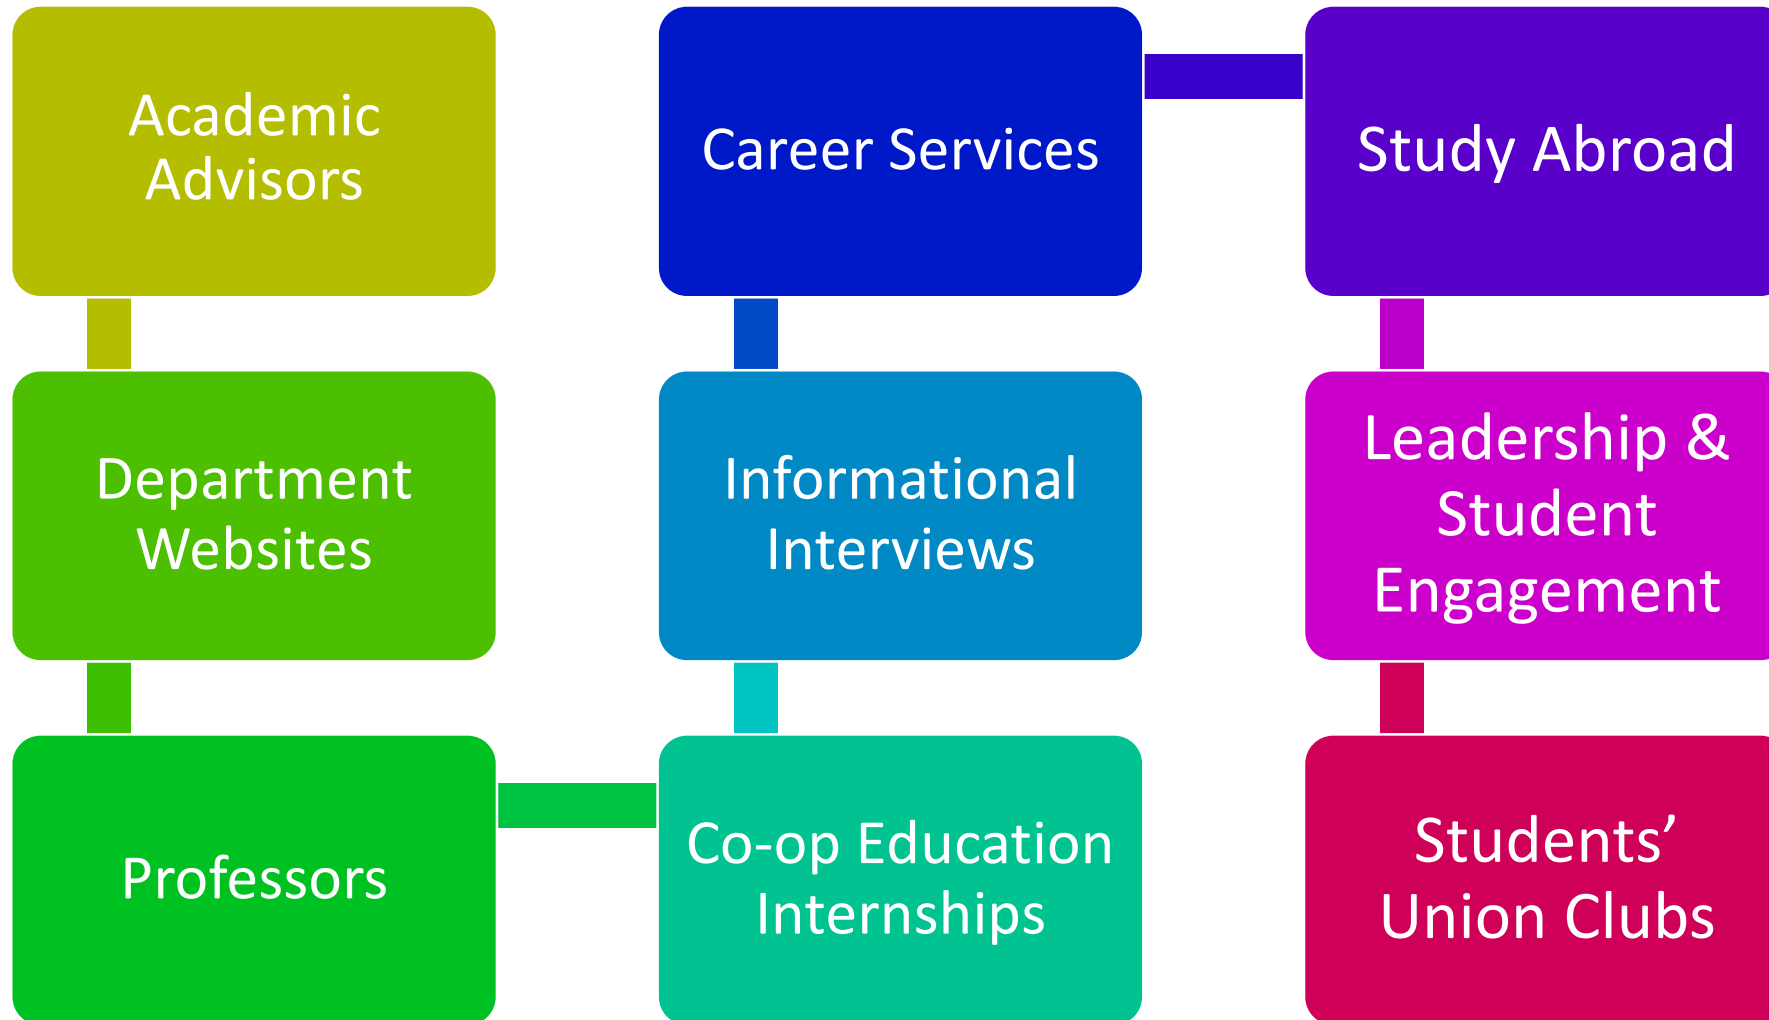 Academic
Advisors
Department
Websites
Professors
Co-op Education
Internships
Informational
Interviews
Career Services
Study Abroad
Leadership &
Student
Engagement
Students’
Union Clubs